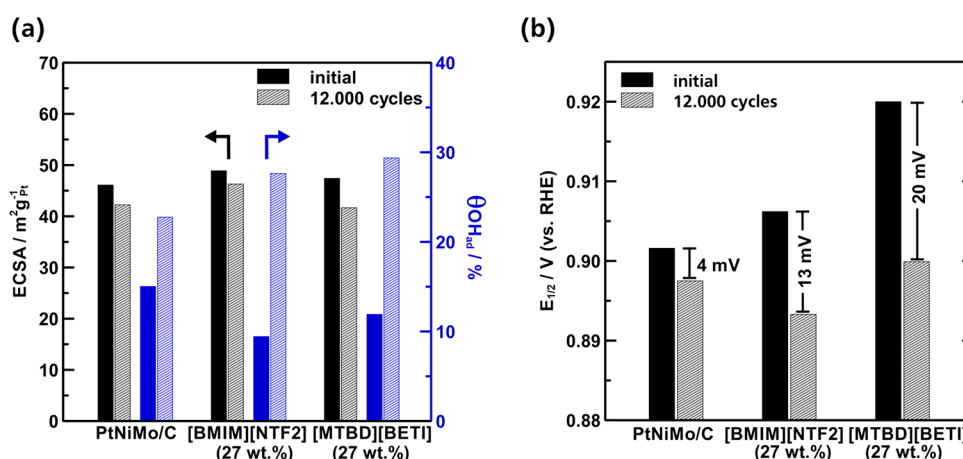 (a)
70
60
50
40
30
20
10
0
ECSA / m²g⁻¹Pt
initial
12.000 cycles
40
30
20
10
0
θOHad / %
PtNiMo/C
[BMIM][NTF2]
(27 wt.%)
[MTBD][BETI]
(27 wt.%)
(b)
0.92
0.91
0.90
0.89
0.88
E1/2 / V (vs. RHE)
initial
12.000 cycles
4 mV
13 mV
20 mV
PtNiMo/C
[BMIM][NTF2]
(27 wt.%)
[MTBD][BETI]
(27 wt.%)